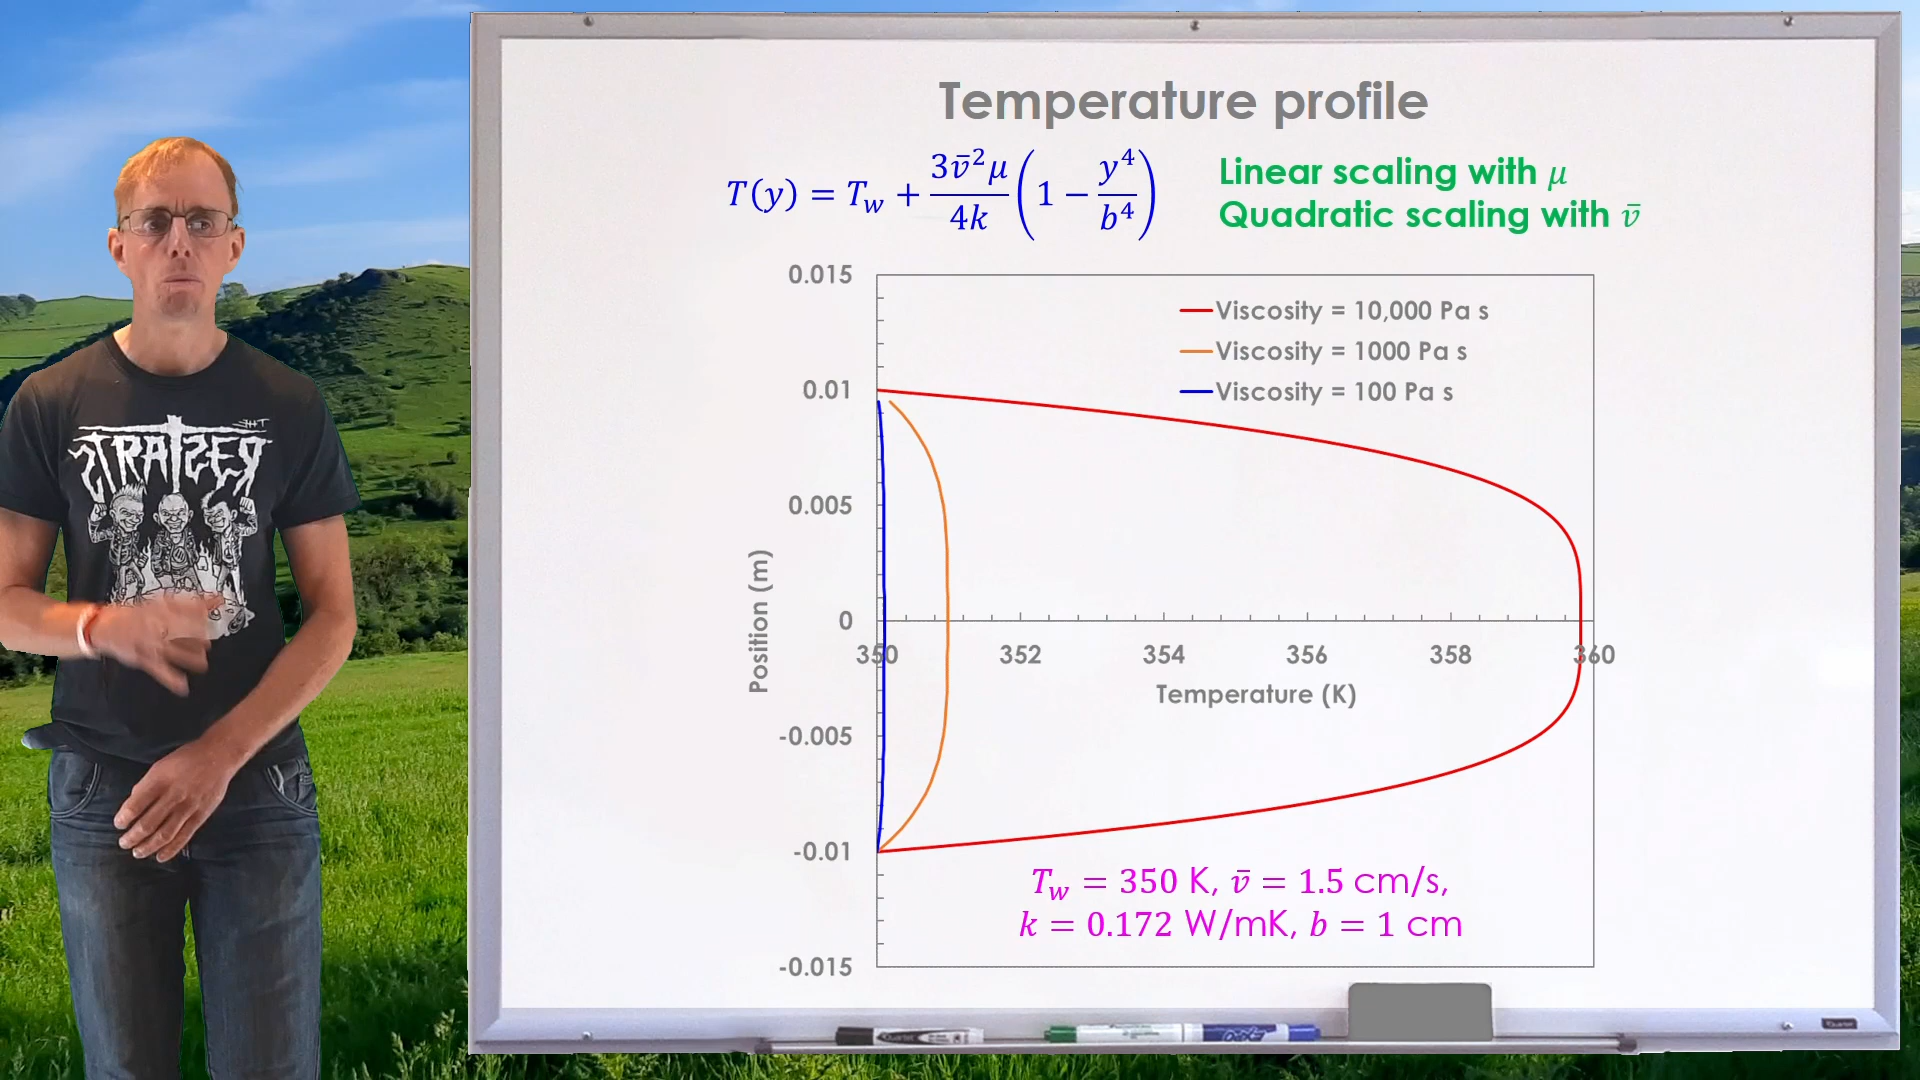 Temperature profile
T(y) = T_w + 3v̄²μ/4k (1 − y⁴/b⁴)
Linear scaling with μ
Quadratic scaling with v̄
0.015
0.01
0.005
0
-0.005
-0.01
-0.015
Position (m)
Viscosity = 10,000 Pa s
Viscosity = 1000 Pa s
Viscosity = 100 Pa s
350 352 354 356 358 360
Temperature (K)
T_w = 350 K, v̄ = 1.5 cm/s,
k = 0.172 W/mK, b = 1 cm
Quartet